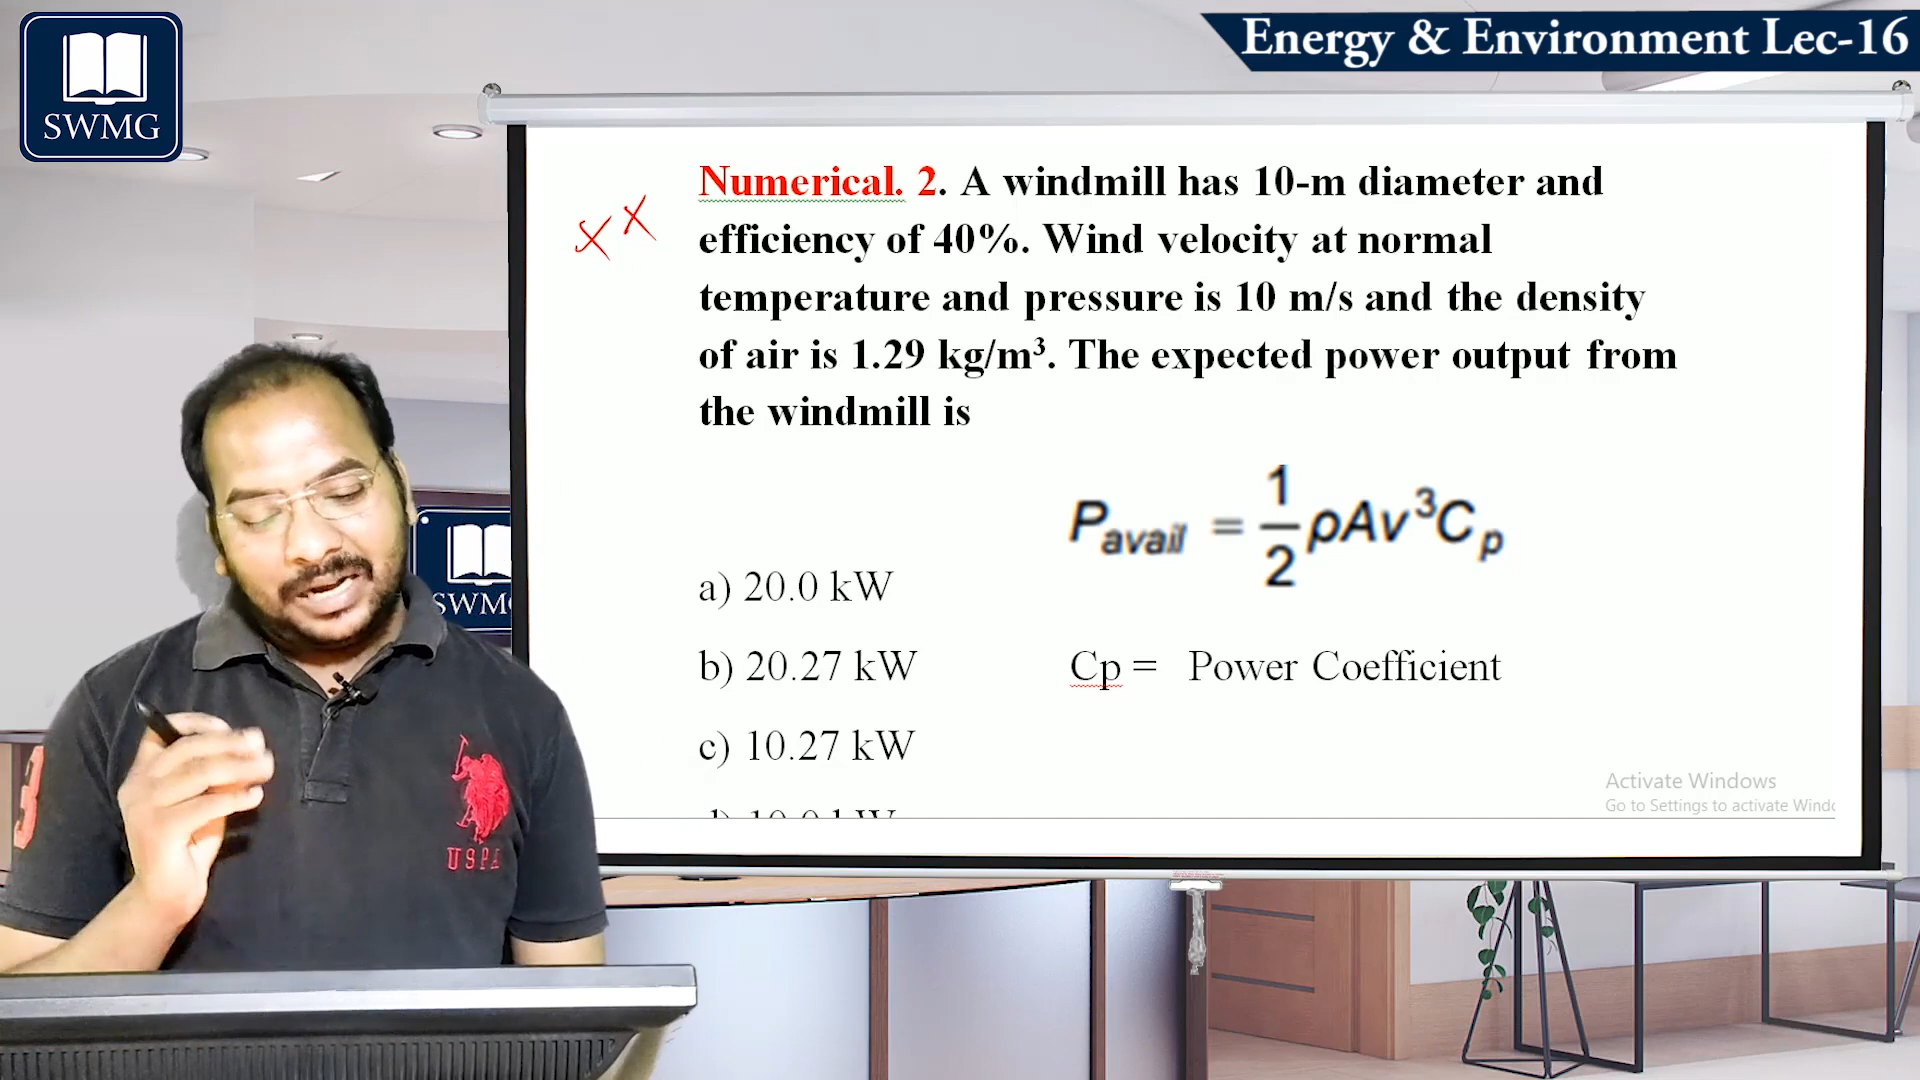 SWMG
Energy & Environment Lec-16
Numerical. 2. A windmill has 10-m diameter and
efficiency of 40%. Wind velocity at normal
temperature and pressure is 10 m/s and the density
of air is 1.29 kg/m³. The expected power output from
the windmill is
P_avail = 1/2 ρAv³C_p
a) 20.0 kW
b) 20.27 kW
Cp = Power Coefficient
c) 10.27 kW
Activate Windows
Go to Settings to activate
SWM
USPA
3